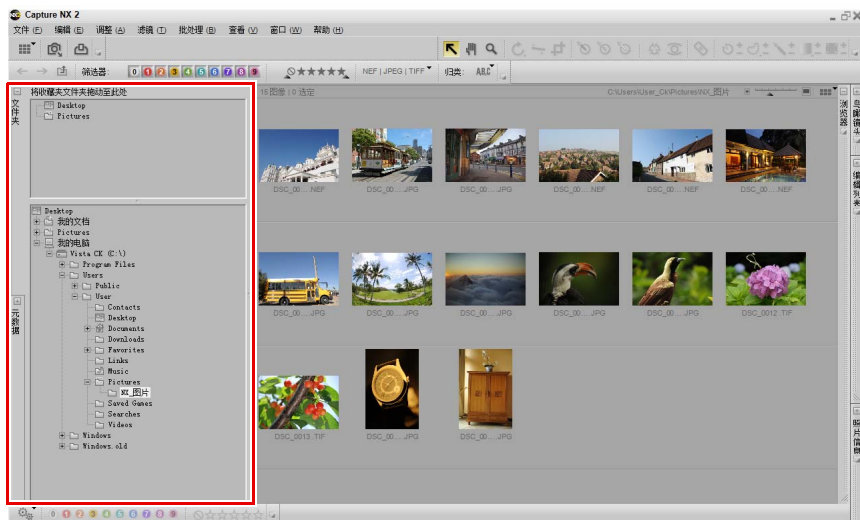 Capture NX 2
文件 (F) 编辑 (E) 调整 (A) 滤镜 (T) 批处理 (B) 查看 (V) 窗口 (W) 帮助 (H)
筛选器: 0 1 2 3 4 5 6 7 8 9 NEF | JPEG | TIFF 归类: ABC
文件夹
将收藏夹文件夹拖动至此处
Desktop
Pictures
Desktop
我的文档
Pictures
我的电脑
Vista CK (C:\)
Program Files
Users
Public
User
Contacts
Desktop
Documents
Downloads
Favorites
Links
Music
Pictures
NX_图片
Saved Games
Searches
Videos
Windows
Windows.old
元数据
15 图像 | 0 选定
C:\Users\User_CK\Pictures\NX_图片
DSC_00....NEF
DSC_00....JPG
DSC_00....JPG
DSC_00....NEF
DSC_00....JPG
DSC_00....NEF
DSC_00....JPG
DSC_00....JPG
DSC_00....JPG
DSC_00....JPG
DSC_00....JPG
DSC_0012.TIF
DSC_0013.TIF
DSC_00....JPG
DSC_00....JPG
浏览器
编辑列表
照片信息
0 1 2 3 4 5 6 7 8 9